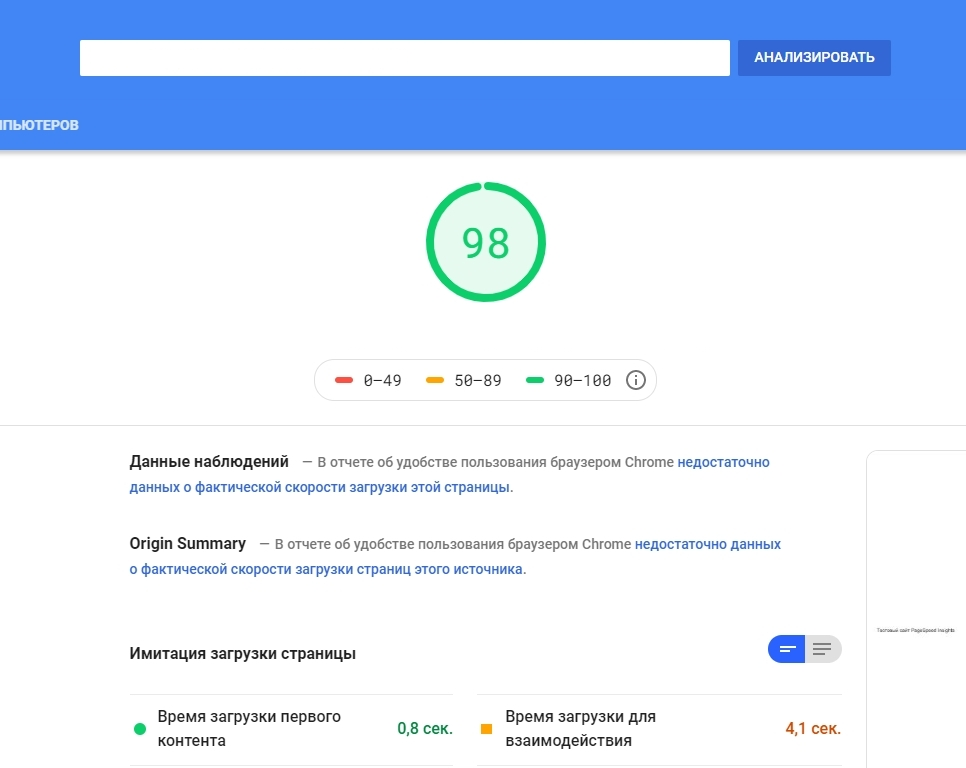 АНАЛИЗИРОВАТЬ
ПЬЮТЕРОВ
98
0–49 50–89 90–100
Данные наблюдений — В отчете об удобстве пользования браузером Chrome недостаточно
данных о фактической скорости загрузки этой страницы.
Origin Summary — В отчете об удобстве пользования браузером Chrome недостаточно данных
о фактической скорости загрузки страниц этого источника.
Тестовый сайт PageSpeed Insights
Имитация загрузки страницы
Время загрузки первого
контента
0,8 сек.
Время загрузки для
взаимодействия
4,1 сек.